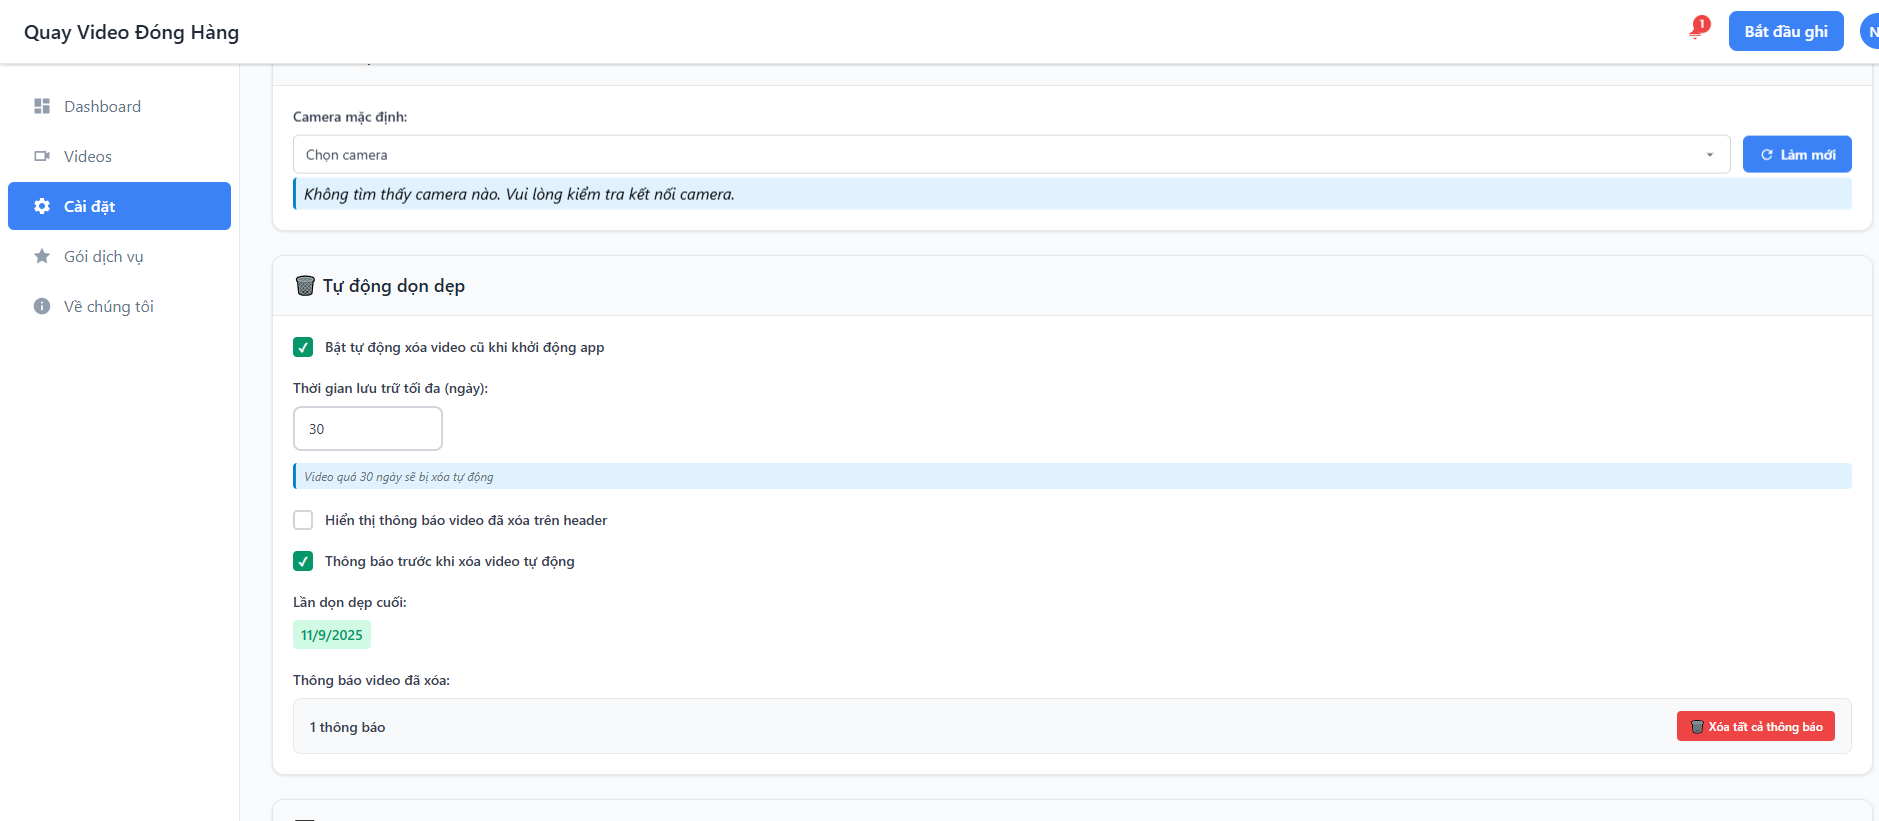 Quay Video Đóng Hàng
1
Bắt đầu ghi
N
Dashboard
Videos
Cài đặt
Gói dịch vụ
Về chúng tôi
Camera mặc định:
Chọn camera
Làm mới
Không tìm thấy camera nào. Vui lòng kiểm tra kết nối camera.
Tự động dọn dẹp
Bật tự động xóa video cũ khi khởi động app
Thời gian lưu trữ tối đa (ngày):
30
Video quá 30 ngày sẽ bị xóa tự động
Hiển thị thông báo video đã xóa trên header
Thông báo trước khi xóa video tự động
Lần dọn dẹp cuối:
11/9/2025
Thông báo video đã xóa:
1 thông báo
Xóa tất cả thông báo